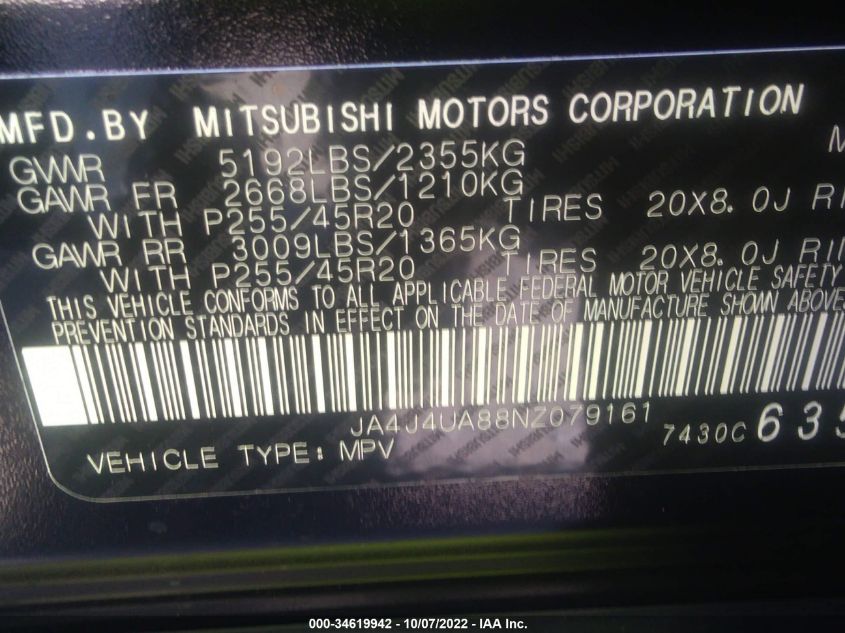 MFD.BY MITSUBISHI MOTORS CORPORATION
GVWR 5192LBS/2355KG
GAWR FR 2668LBS/1210KG
WITH P255/45R20 TIRES 20X8.0J
GAWR RR 3009LBS/1365KG
WITH P255/45R20 TIRES 20X8.0J
THIS VEHICLE CONFORMS TO ALL APPLICABLE FEDERAL MOTOR VEHICLE SAFETY
PREVENTION STANDARDS IN EFFECT ON THE DATE OF MANUFACTURE SHOWN ABOVE
JA4J4UA88NZ079161
7430C 635
VEHICLE TYPE: MPV
000-34619942 - 10/07/2022 - IAA Inc.